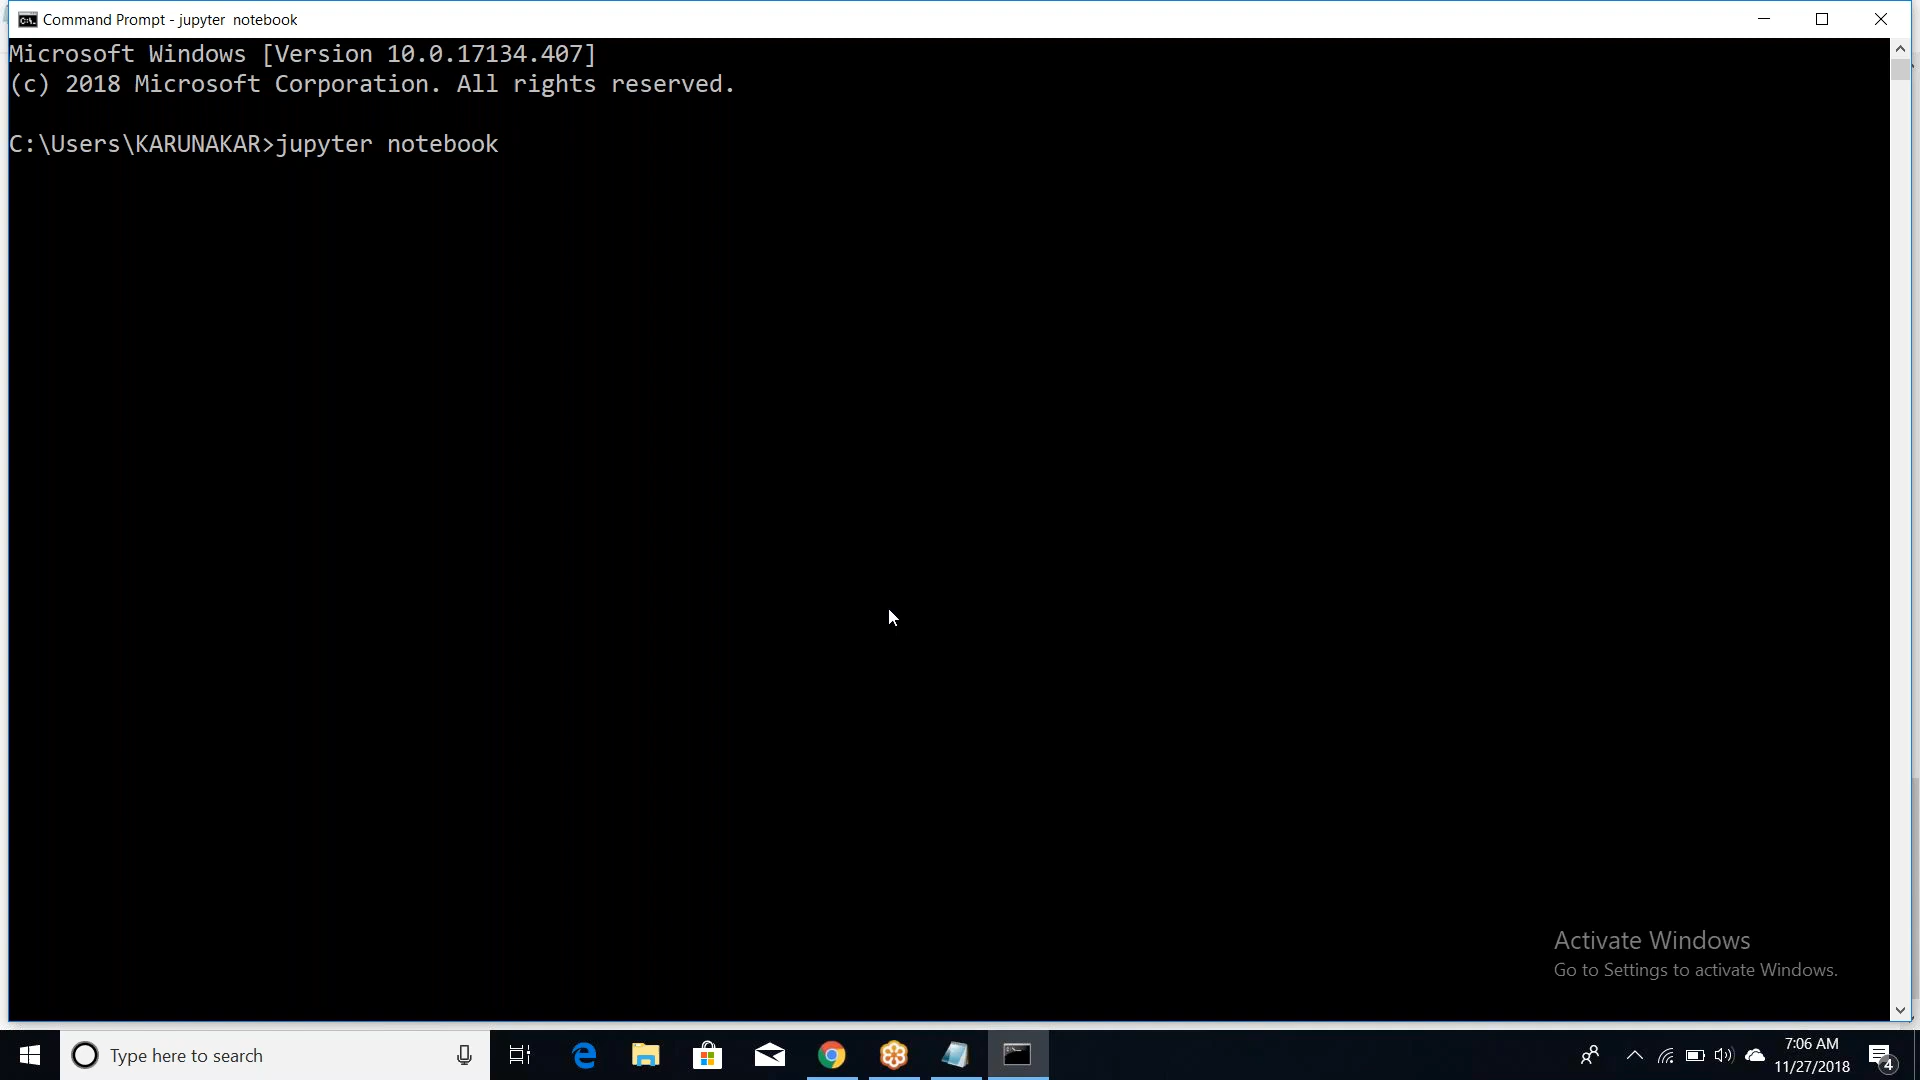 Command Prompt - jupyter  notebook
Microsoft Windows [Version 10.0.17134.407]
(c) 2018 Microsoft Corporation. All rights reserved.
C:\Users\KARUNAKAR>jupyter notebook
Activate Windows
Go to Settings to activate Windows.
Type here to search
7:06 AM
11/27/2018
4